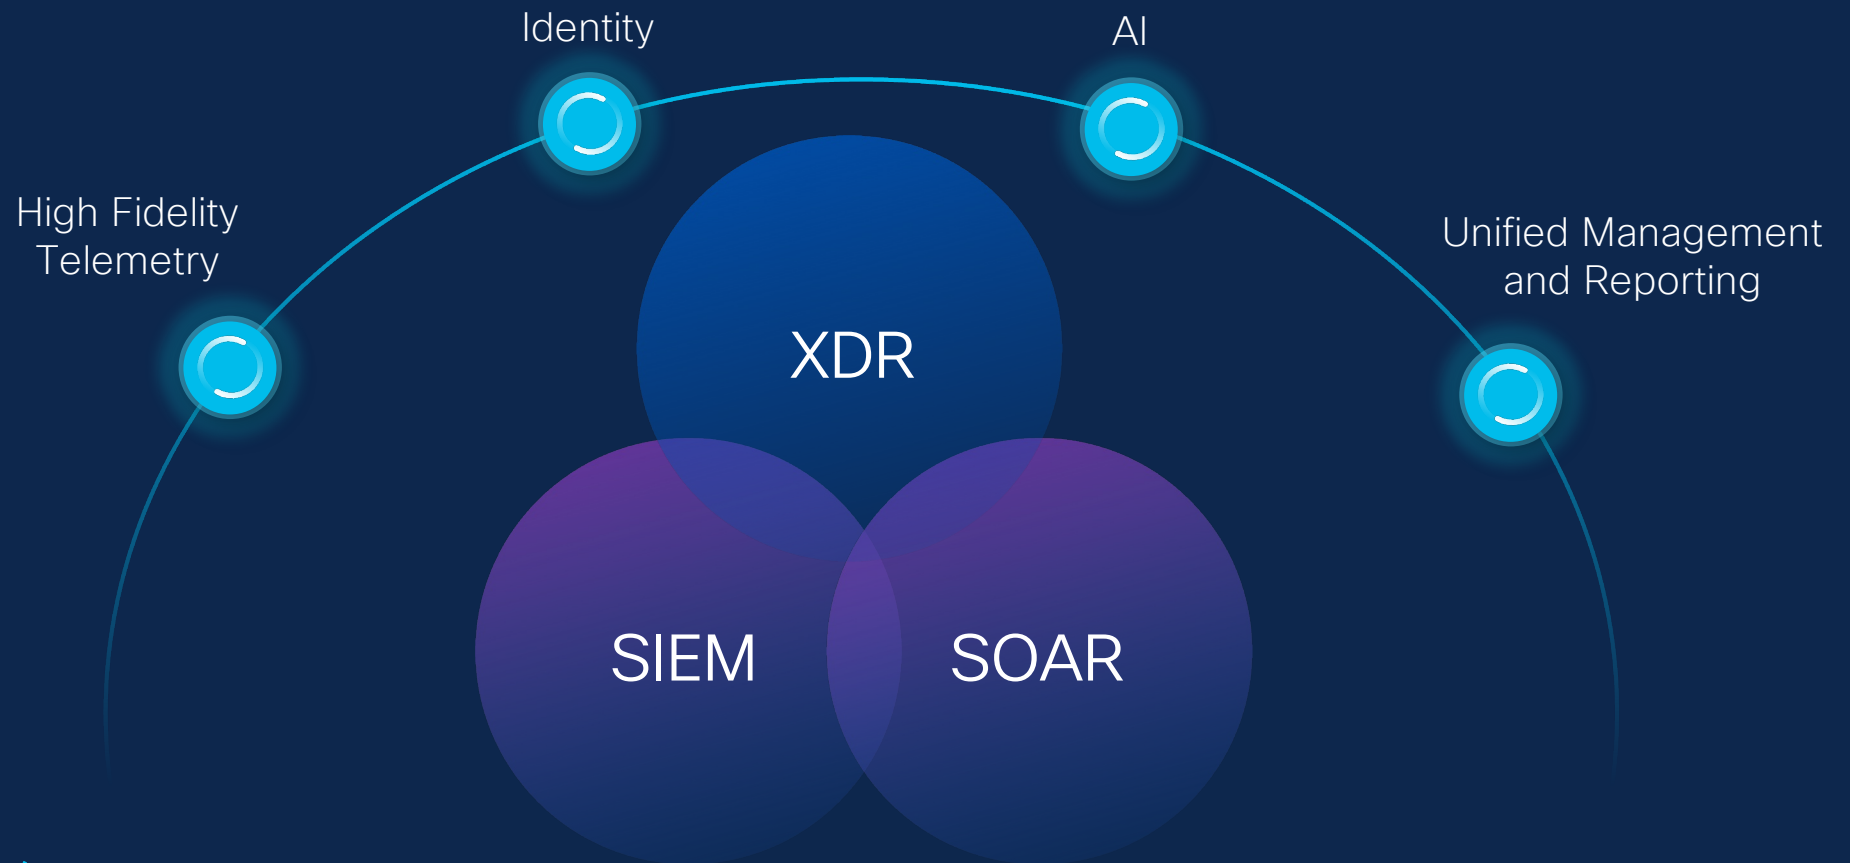 Identity
AI
High Fidelity
Telemetry
Unified Management
and Reporting
XDR
SIEM
SOAR